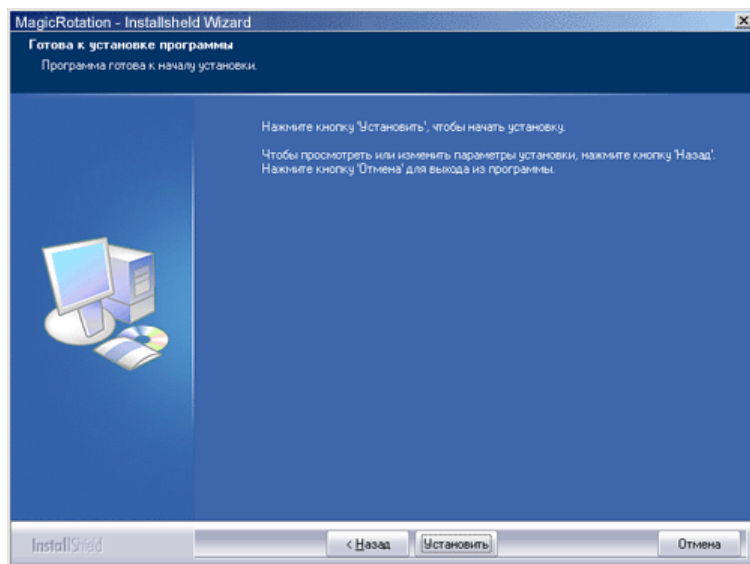 MagicRotation - Installsheld Wizard
Готова к установке программы
Программа готова к началу установки.
Нажмите кнопку 'Установить', чтобы начать установку.
Чтобы просмотреть или изменить параметры установки, нажмите кнопку 'Назад'.
Нажмите кнопку 'Отмена' для выхода из программы.
InstallShield
< Назад
Установить
Отмена